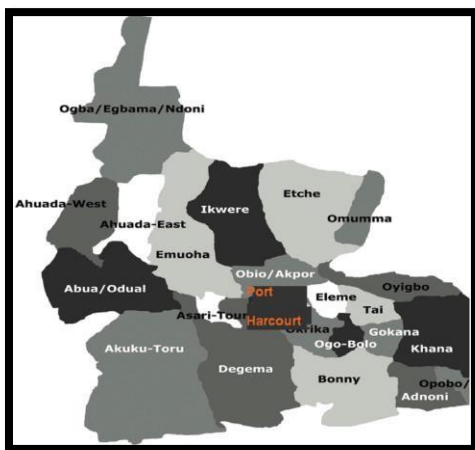 Ogba/Egbama/Ndoni
Etche
Ahuada-West
Ikwere
Omumma
Ahuada-East
Emuoha
Obio/Akpor
Abua/Odual
Port
Oyigbo
Eleme
Tai
Asari-Tour
Harcourt
Okrika
Gokana
Akuku-Toru
Ogo-Bolo
Khana
Degema
Bonny
Opobo/
Adnoni